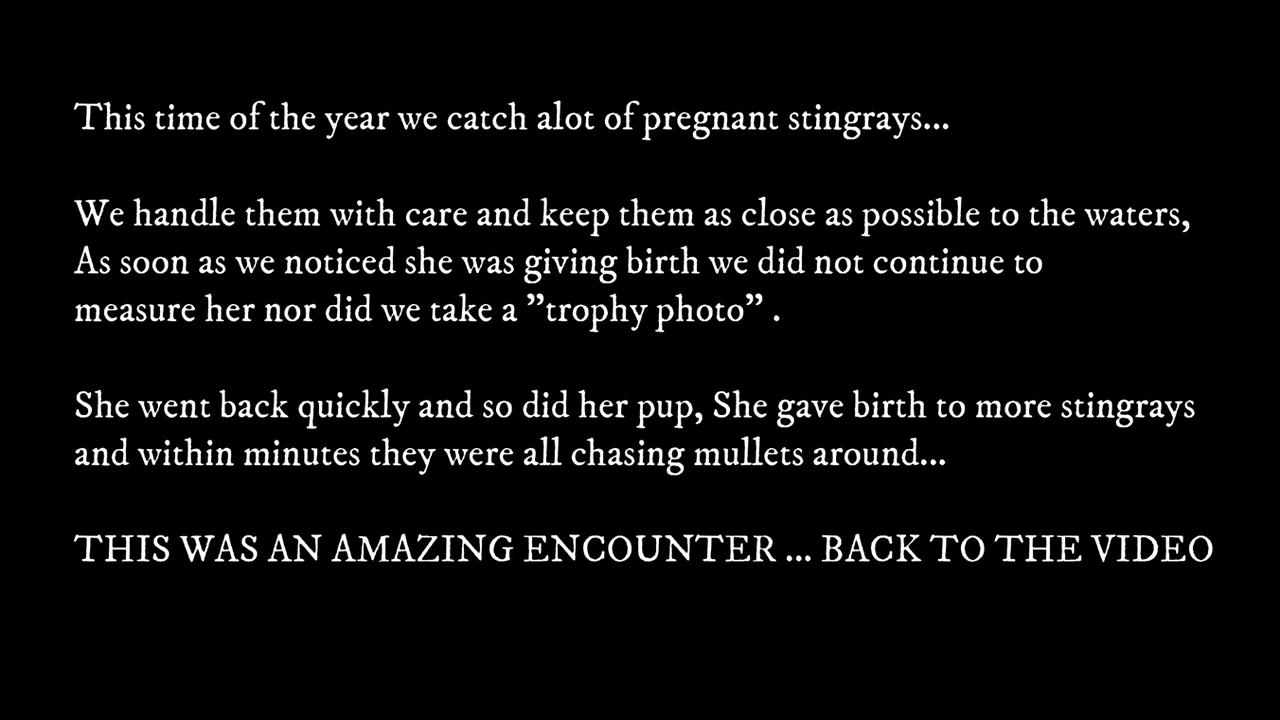 This time of the year we catch alot of pregnant stingrays...
We handle them with care and keep them as close as possible to the waters,
As soon as we noticed she was giving birth we did not continue to
measure her nor did we take a "trophy photo" .
She went back quickly and so did her pup, She gave birth to more stingrays
and within minutes they were all chasing mullets around...
THIS WAS AN AMAZING ENCOUNTER ... BACK TO THE VIDEO